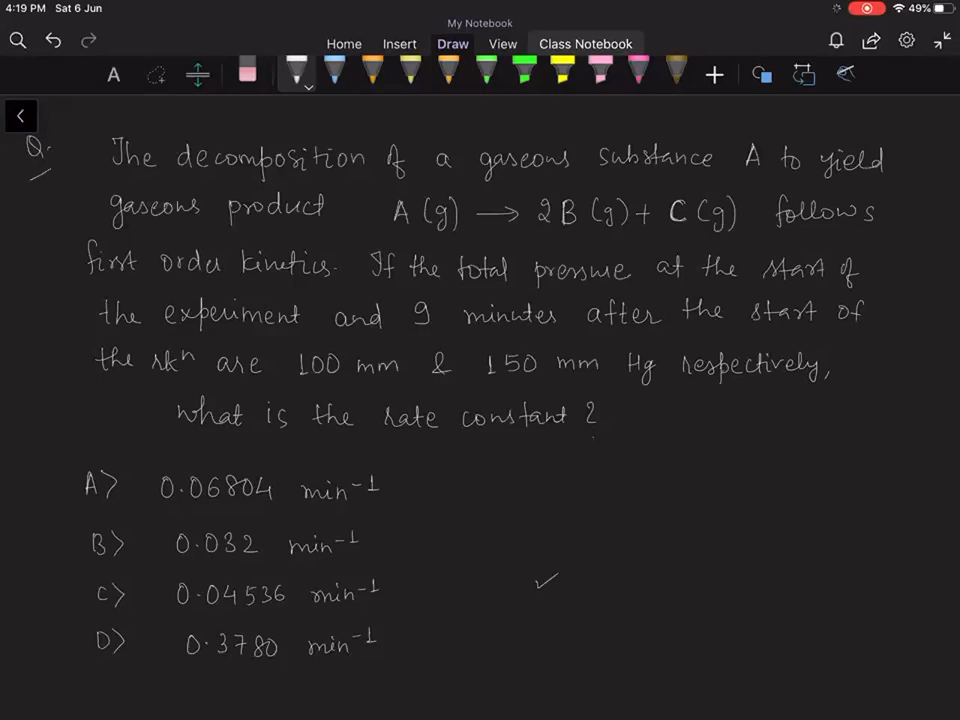 4:19 PM Sat 6 Jun
49%
My Notebook
Home Insert Draw View Class Notebook
A
Q. The decomposition of a gaseous substance A to yield
gaseous product A (g) → 2B (g) + C (g) follows
first order kinetics. If the total pressure at the start of
the experiment and 9 minutes after the start of
the rkⁿ are 100 mm & 150 mm Hg respectively,
what is the rate constant ?
A> 0.06804 min⁻¹
B> 0.032 min⁻¹
C> 0.04536 min⁻¹ ✓
D> 0.3780 min⁻¹